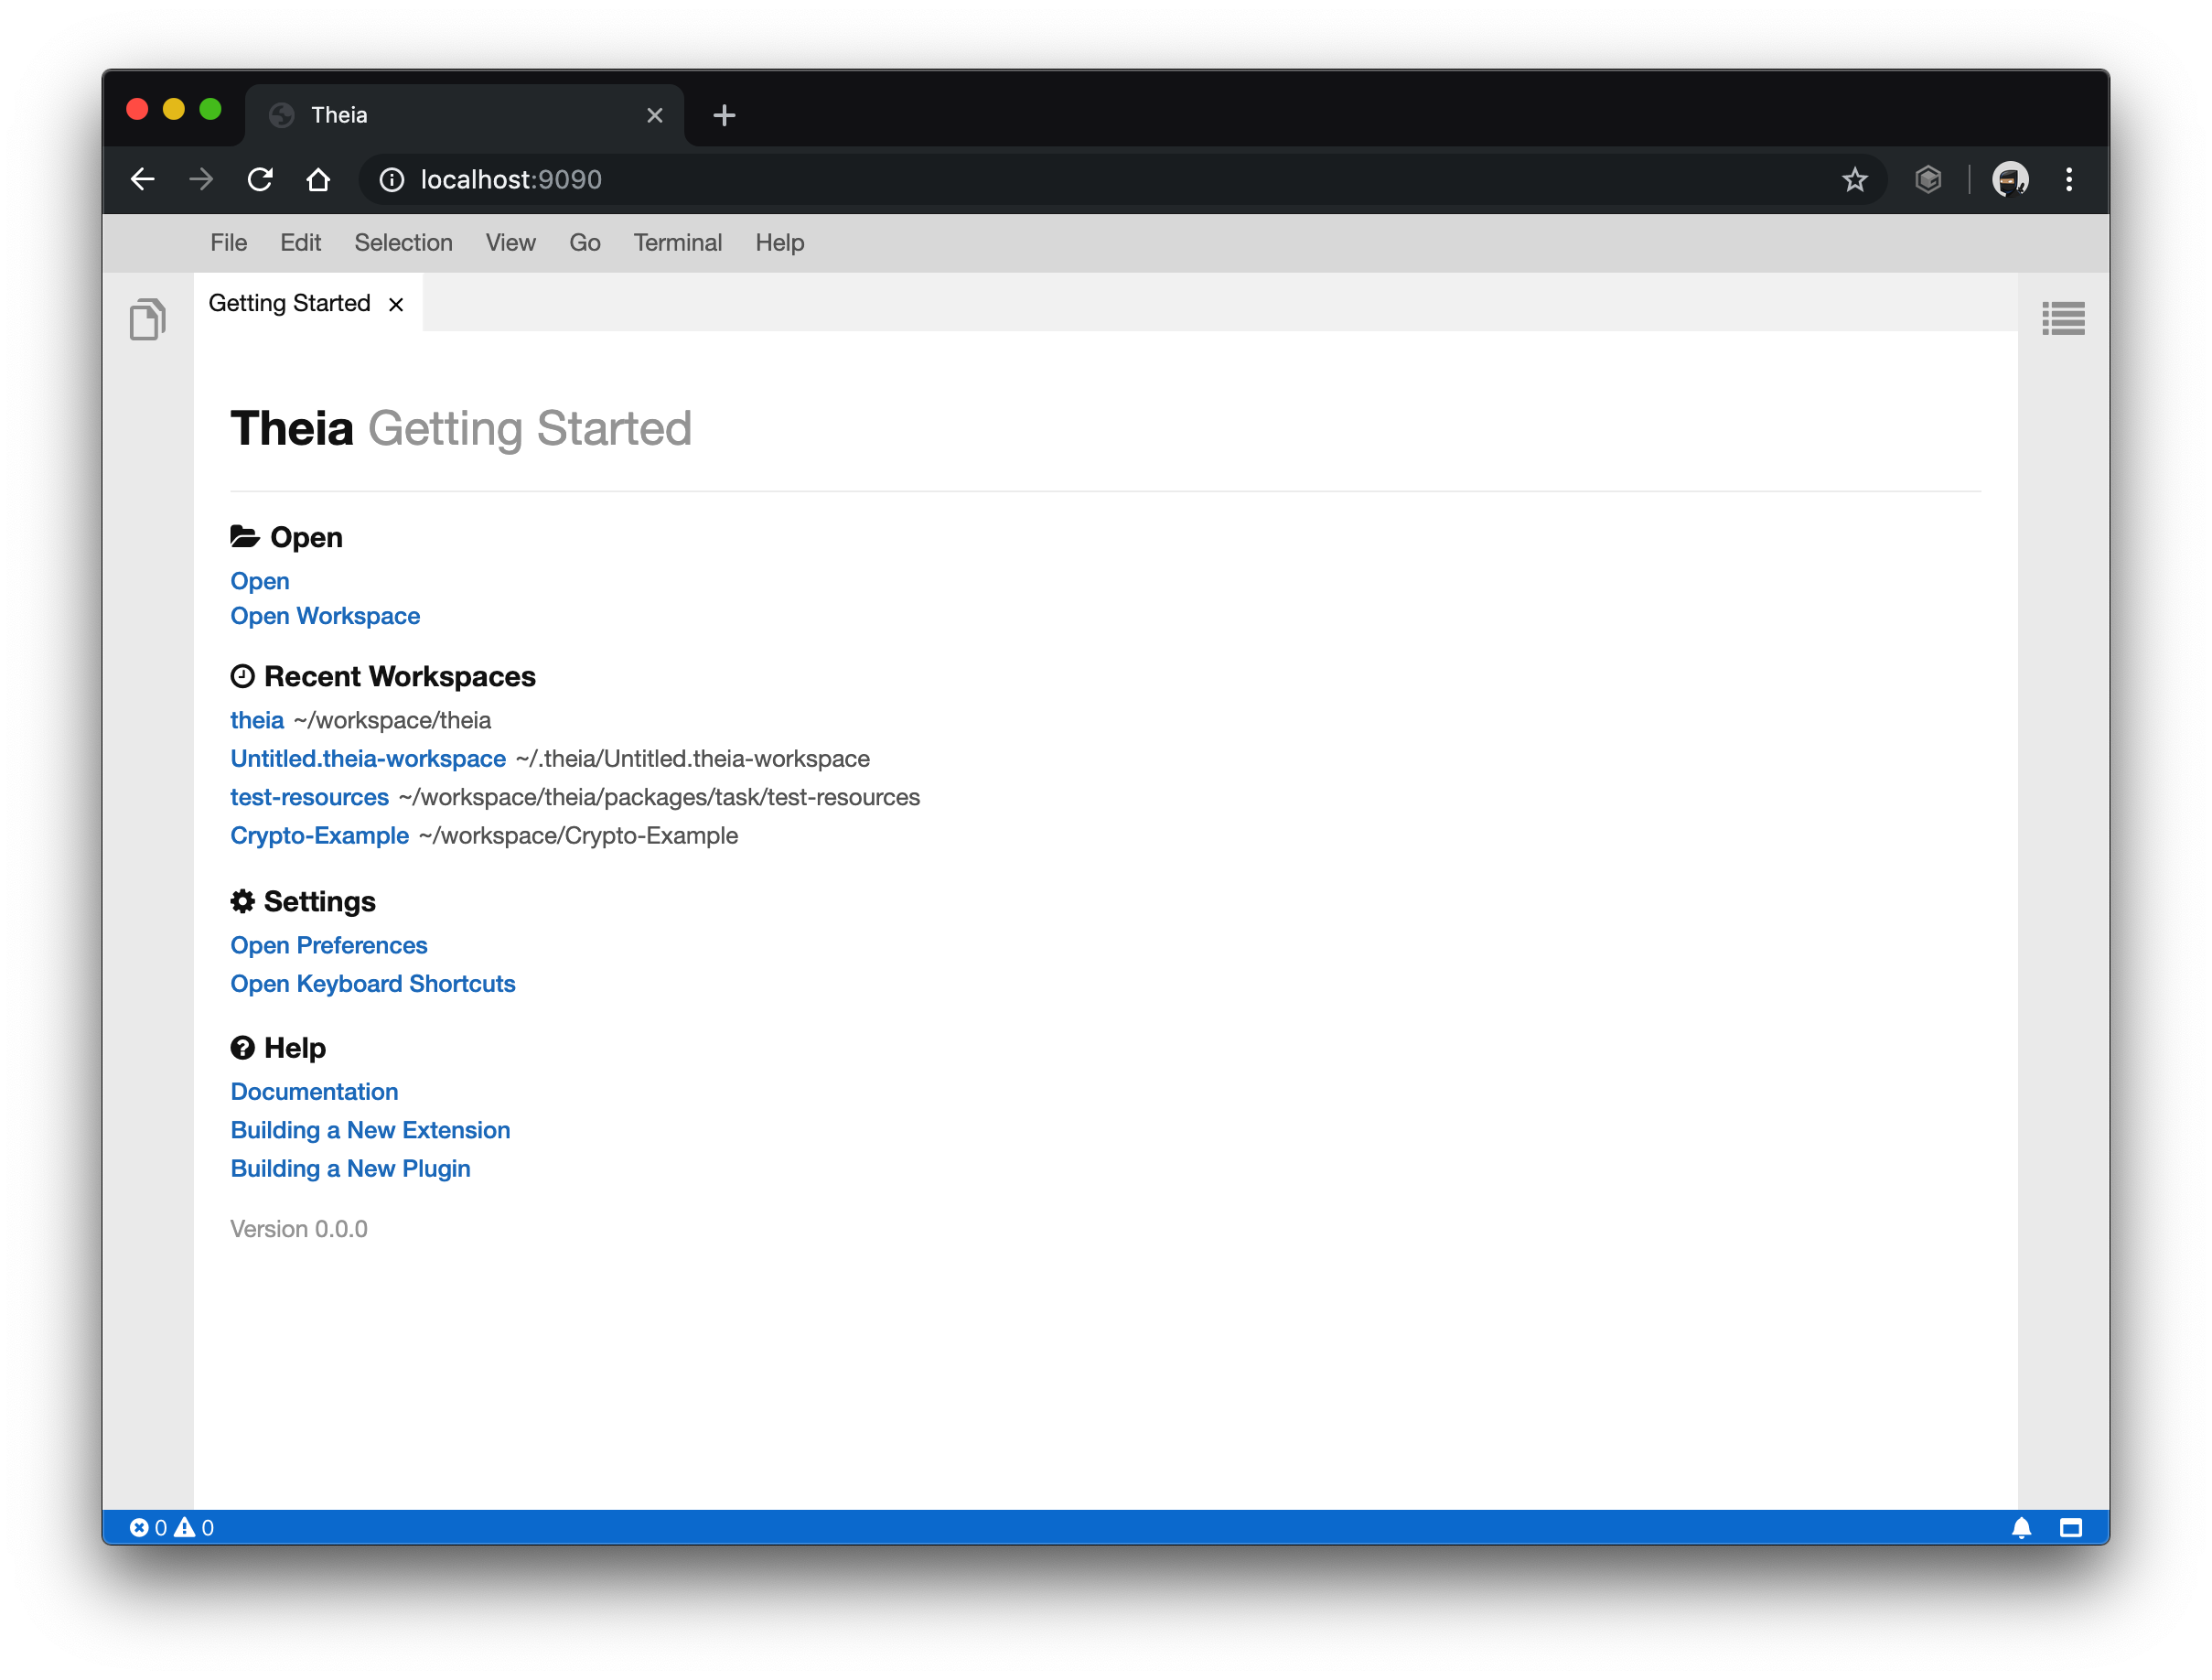 Theia
localhost:9090
File Edit Selection View Go Terminal Help
Getting Started
Theia Getting Started
Open
Open
Open Workspace
Recent Workspaces
theia ~/workspace/theia
Untitled.theia-workspace ~/.theia/Untitled.theia-workspace
test-resources ~/workspace/theia/packages/task/test-resources
Crypto-Example ~/workspace/Crypto-Example
Settings
Open Preferences
Open Keyboard Shortcuts
Help
Documentation
Building a New Extension
Building a New Plugin
Version 0.0.0
0 0